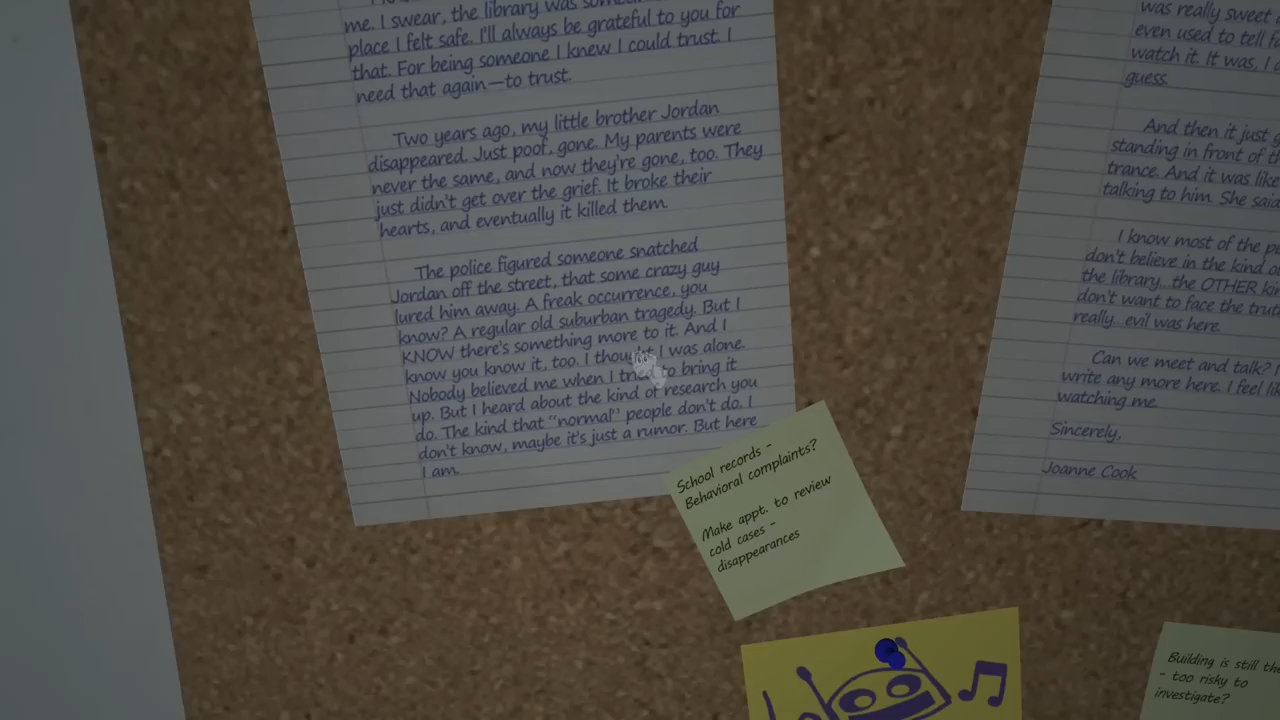 me. I swear, the library was
place I felt safe. I'll always be grateful to you for
that. For being someone I knew I could trust. I
need that again—to trust.
Two years ago, my little brother Jordan
disappeared. Just poof, gone. My parents were
never the same, and now they're gone, too. They
just didn't get over the grief. It broke their
hearts, and eventually it killed them.
The police figured someone snatched
Jordan off the street, that some crazy guy
lured him away. A freak occurrence, you
know? A regular old suburban tragedy. But I
KNOW there's something more to it. And I
know you know it, too. I thought I was alone.
Nobody believed me when I tried to bring it
up. But I heard about the kind of research you
do. The kind that "normal" people don't do. I
don't know, maybe it's just a rumor. But here
I am.
School records -
Behavioral complaints?
Make appt. to review
cold cases -
disappearances
was really sweet
even used to tell
watch it. It was, I
guess.
And then it just
standing in front of
trance. And it was like
talking to him. She said
I know most of the
don't believe in the kind
the library... the OTHER
don't want to face the
really... evil was here.
Can we meet and talk?
write any more here. I feel
watching me.
Sincerely,
Joanne Cook
Building is still
- too risky to
investigate?